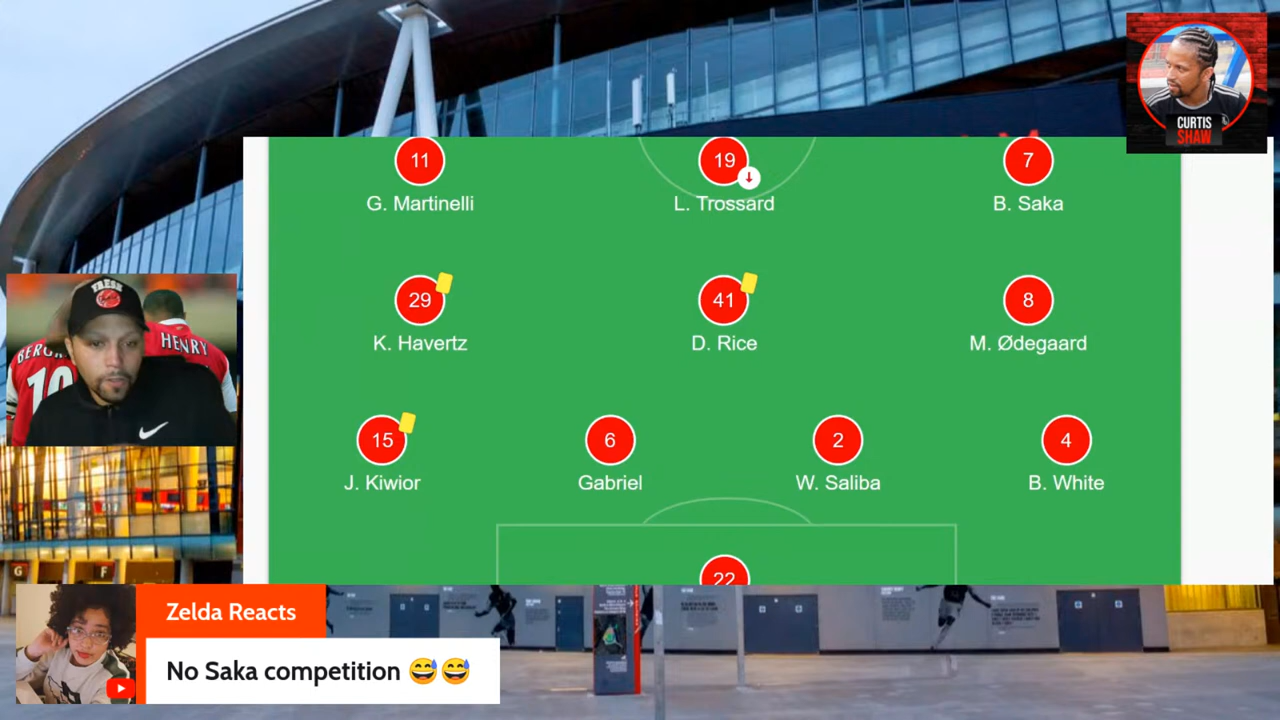 CURTIS
SHAW
11
19
7
G. Martinelli
L. Trossard
B. Saka
29
41
8
K. Havertz
D. Rice
M. Ødegaard
FRESH
HENRY
10
15
6
2
4
J. Kiwior
Gabriel
W. Saliba
B. White
22
G
F
Zelda Reacts
No Saka competition 😅😅